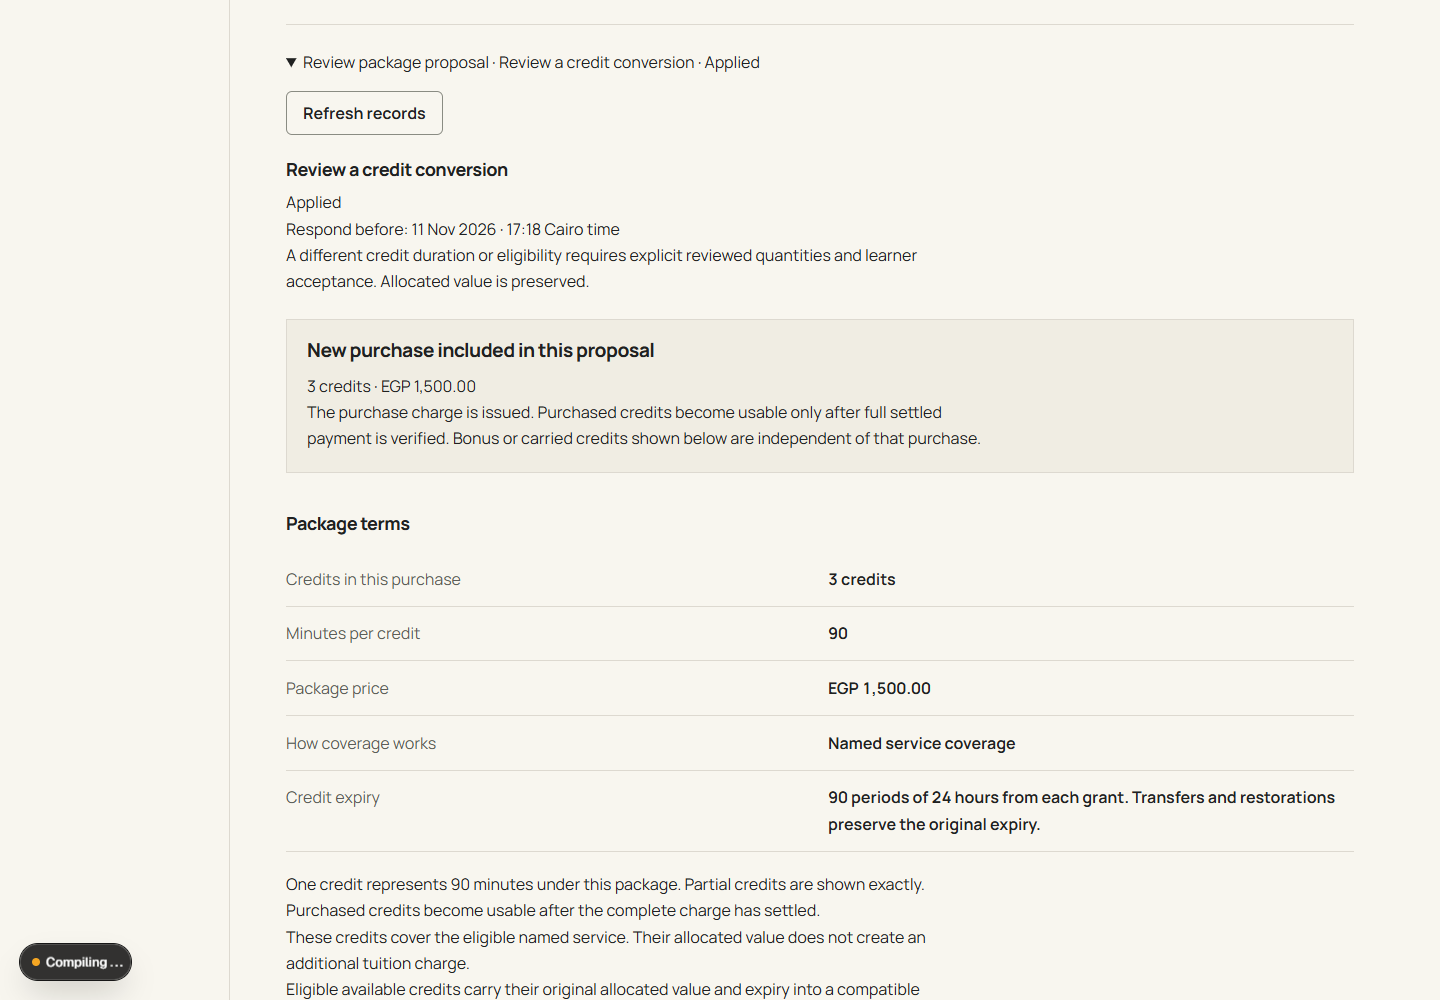 ▼ Review package proposal · Review a credit conversion · Applied
Refresh records
Review a credit conversion
Applied
Respond before: 11 Nov 2026 · 17:18 Cairo time
A different credit duration or eligibility requires explicit reviewed quantities and learner
acceptance. Allocated value is preserved.
New purchase included in this proposal
3 credits · EGP 1,500.00
The purchase charge is issued. Purchased credits become usable only after full settled
payment is verified. Bonus or carried credits shown below are independent of that purchase.
Package terms
Credits in this purchase
3 credits
Minutes per credit
90
Package price
EGP 1,500.00
How coverage works
Named service coverage
Credit expiry
90 periods of 24 hours from each grant. Transfers and restorations
preserve the original expiry.
One credit represents 90 minutes under this package. Partial credits are shown exactly.
Purchased credits become usable after the complete charge has settled.
These credits cover the eligible named service. Their allocated value does not create an
additional tuition charge.
Eligible available credits carry their original allocated value and expiry into a compatible
Compiling ...